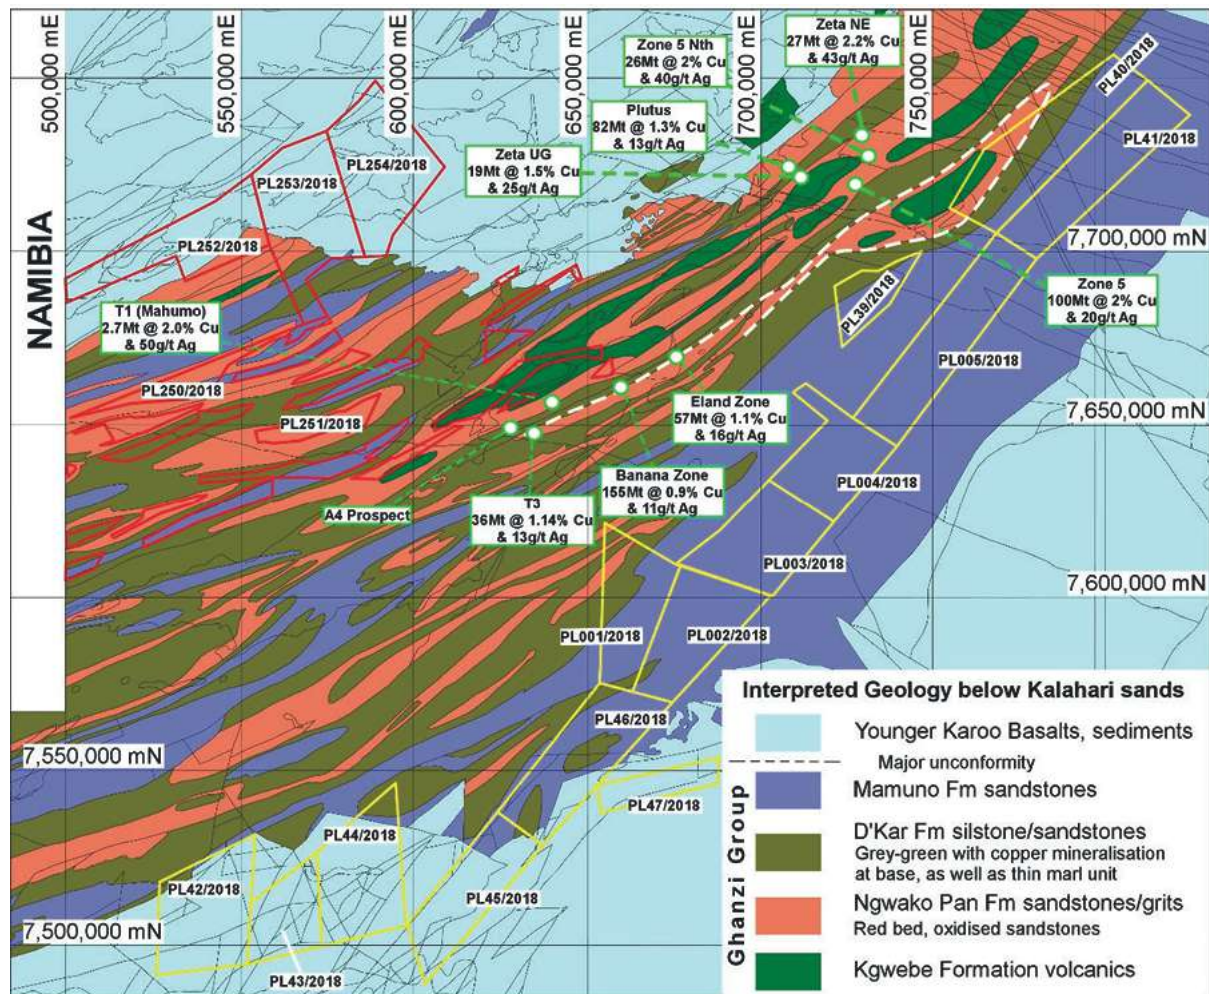 500,000 mE
550,000 mE
600,000 mE
650,000 mE
700,000 mE
750,000 mE
NAMIBIA
Zeta NE
27Mt @ 2.2% Cu
& 43g/t Ag
Zone 5 Nth
26Mt @ 2% Cu
& 40g/t Ag
Plutus
82Mt @ 1.3% Cu
& 13g/t Ag
Zeta UG
19Mt @ 1.5% Cu
& 25g/t Ag
PL40/2018
PL41/2018
PL254/2018
PL253/2018
PL252/2018
7,700,000 mN
T1 (Mahumo)
2.7Mt @ 2.0% Cu
& 50g/t Ag
Zone 5
100Mt @ 2% Cu
& 20g/t Ag
PL39/2018
PL005/2018
PL250/2018
PL251/2018
Eland Zone
57Mt @ 1.1% Cu
& 16g/t Ag
7,650,000 mN
Banana Zone
155Mt @ 0.9% Cu
& 11g/t Ag
PL004/2018
A4 Prospect
T3
36Mt @ 1.14% Cu
& 13g/t Ag
PL003/2018
7,600,000 mN
PL001/2018
PL002/2018
PL46/2018
7,550,000 mN
PL47/2018
PL44/2018
PL42/2018
PL45/2018
7,500,000 mN
PL43/2018
Interpreted Geology below Kalahari sands
Younger Karoo Basalts, sediments
Major unconformity
Ghanzi Group
Mamuno Fm sandstones
D'Kar Fm silstone/sandstones
Grey-green with copper mineralisation
at base, as well as thin marl unit
Ngwako Pan Fm sandstones/grits
Red bed, oxidised sandstones
Kgwebe Formation volcanics